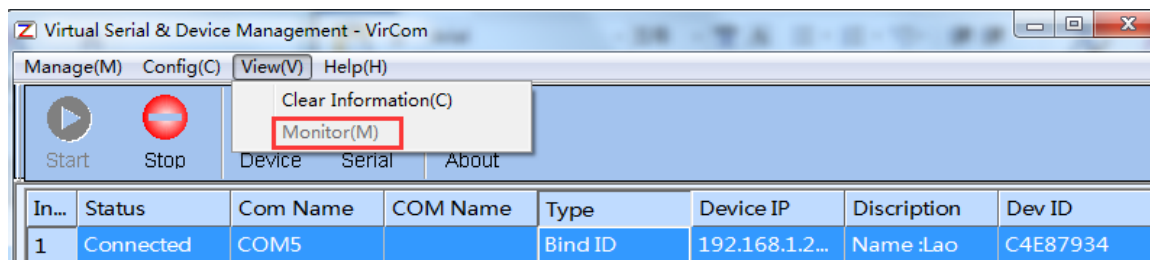 Virtual Serial & Device Management - VirCom
Manage(M) Config(C) View(V) Help(H)
Clear Information(C)
Monitor(M)
Start Stop Device Serial About
In... Status Com Name COM Name Type Device IP Discription Dev ID
1 Connected COM5 Bind ID 192.168.1.2... Name :Lao C4E87934